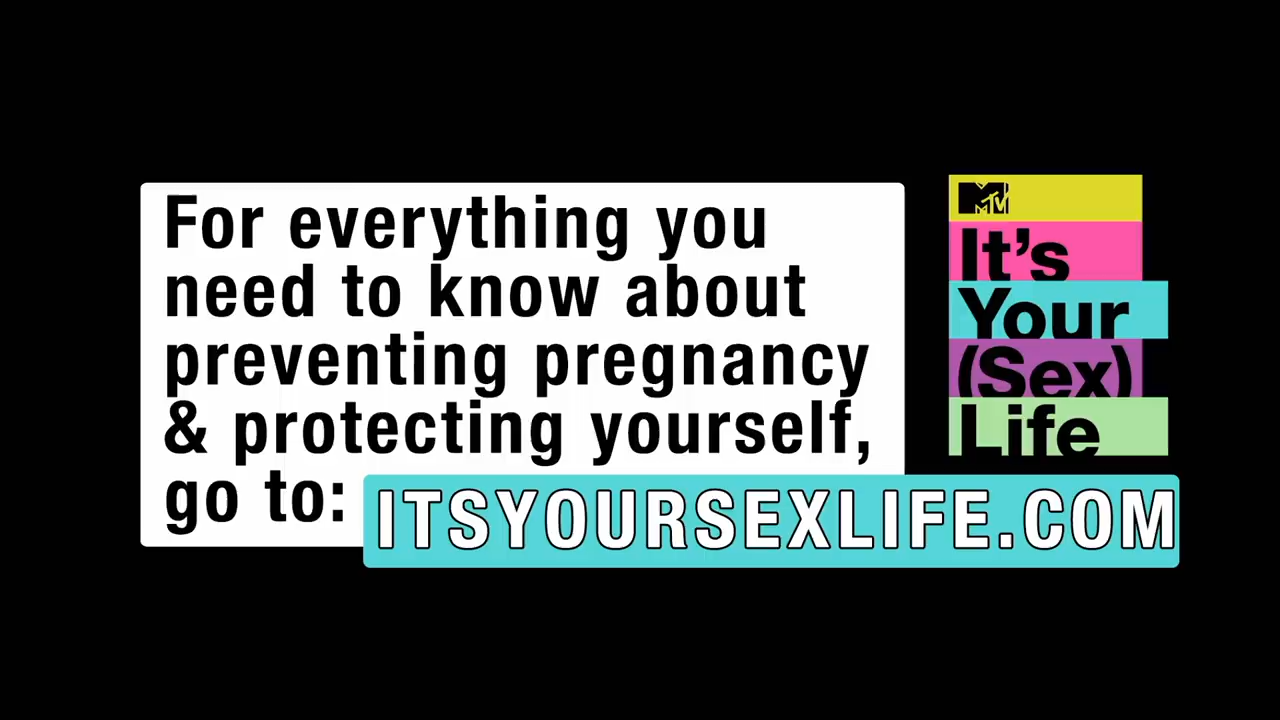 For everything you
need to know about
preventing pregnancy
& protecting yourself,
go to:
ITSYOURSEXLIFE.COM
MTV
It's
Your
(Sex)
Life